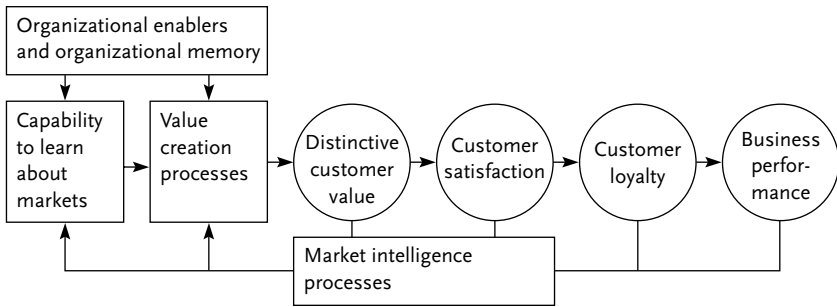 Organizational enablers
and organizational memory
Capability
to learn
about
markets
Value
creation
processes
Distinctive
customer
value
Customer
satisfaction
Customer
loyalty
Business
perfor-
mance
Market intelligence
processes